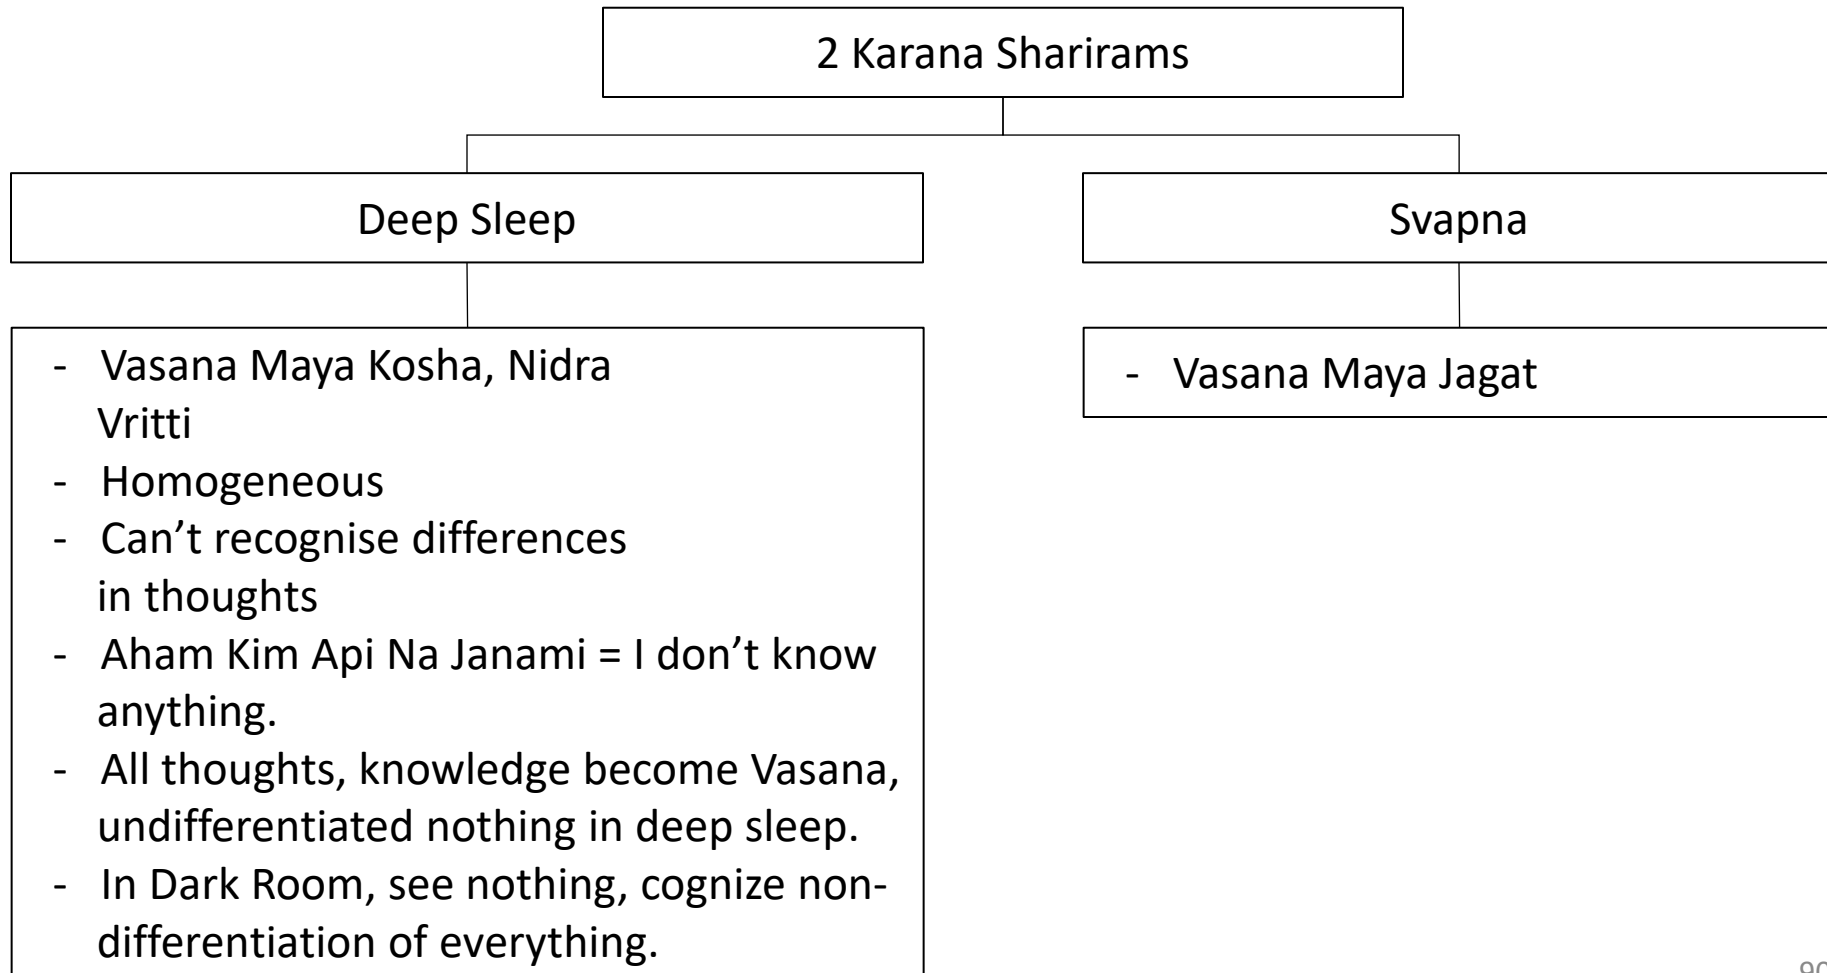 2 Karana Sharirams
Deep Sleep
Svapna
- Vasana Maya Kosha, Nidra
Vritti
- Homogeneous
- Can’t recognise differences
in thoughts
- Aham Kim Api Na Janami = I don’t know
anything.
- All thoughts, knowledge become Vasana,
undifferentiated nothing in deep sleep.
- In Dark Room, see nothing, cognize non-
differentiation of everything.
- Vasana Maya Jagat